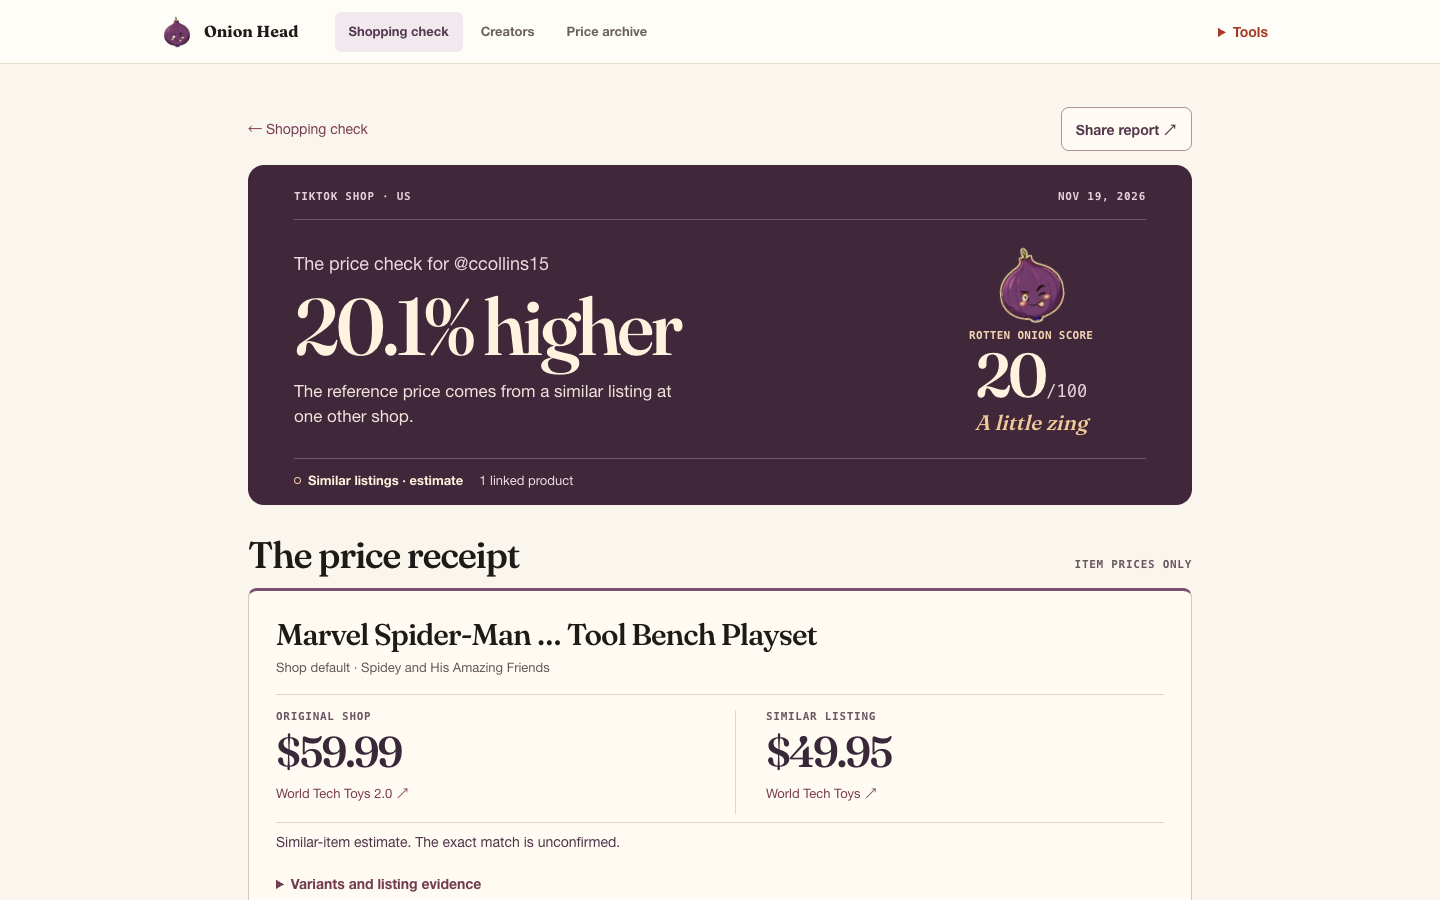 Onion Head
Shopping check
Creators
Price archive
▶ Tools
← Shopping check
Share report ↗
TIKTOK SHOP · US
NOV 19, 2026
The price check for @ccollins15
20.1% higher
The reference price comes from a similar listing at
one other shop.
ROTTEN ONION SCORE
20/100
A little zing
Similar listings · estimate
1 linked product
The price receipt
ITEM PRICES ONLY
Marvel Spider-Man ... Tool Bench Playset
Shop default · Spidey and His Amazing Friends
ORIGINAL SHOP
$59.99
World Tech Toys 2.0 ↗
SIMILAR LISTING
$49.95
World Tech Toys ↗
Similar-item estimate. The exact match is unconfirmed.
▶ Variants and listing evidence